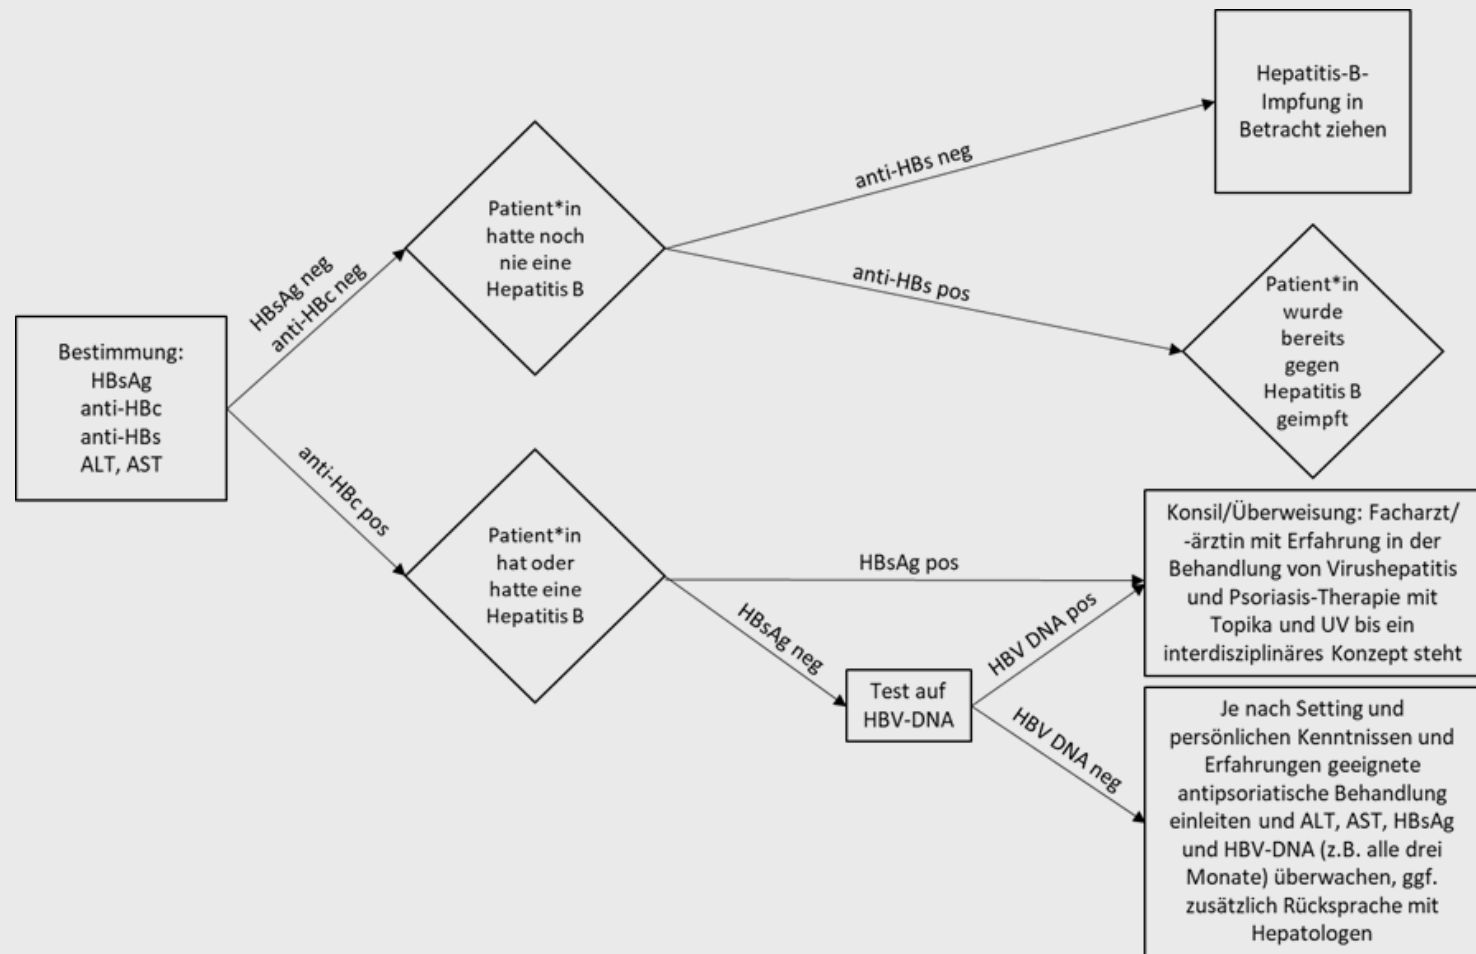 Bestimmung:
HBsAg
anti-HBc
anti-HBs
ALT, AST
HBsAg neg
anti-HBc neg
Patient*in
hatte noch
nie eine
Hepatitis B
anti-HBs neg
Hepatitis-B-
Impfung in
Betracht ziehen
anti-HBs pos
Patient*in
wurde
bereits
gegen
Hepatitis B
geimpft
anti-HBc pos
Patient*in
hat oder
hatte eine
Hepatitis B
HBsAg pos
HBsAg neg
Test auf
HBV-DNA
HBV DNA pos
Konsil/Überweisung: Facharzt/
-ärztin mit Erfahrung in der
Behandlung von Virushepatitis
und Psoriasis-Therapie mit
Topika und UV bis ein
interdisziplinäres Konzept steht
HBV DNA neg
Je nach Setting und
persönlichen Kenntnissen und
Erfahrungen geeignete
antipsoriatische Behandlung
einleiten und ALT, AST, HBsAg
und HBV-DNA (z.B. alle drei
Monate) überwachen, ggf.
zusätzlich Rücksprache mit
Hepatologen